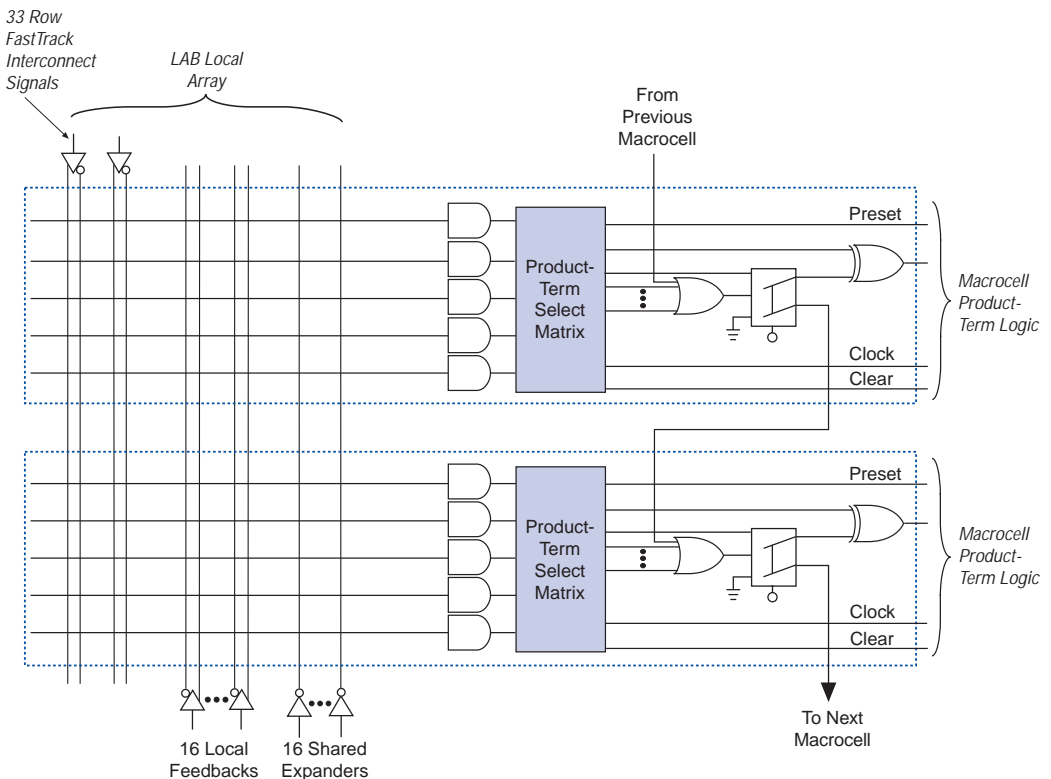 33 Row
FastTrack
Interconnect
Signals
LAB Local
Array
From
Previous
Macrocell
Preset
Product-
Term
Select
Matrix
Clock
Clear
Macrocell
Product-
Term Logic
Preset
Product-
Term
Select
Matrix
Clock
Clear
Macrocell
Product-
Term Logic
16 Local
Feedbacks
16 Shared
Expanders
To Next
Macrocell